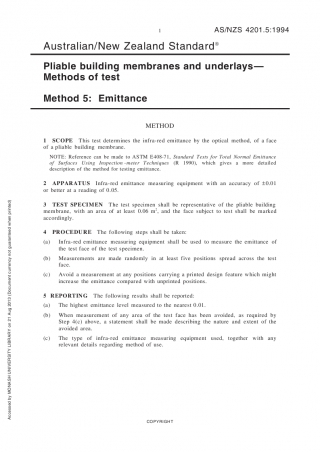 1
AS/NZS 4201.5:1994
Australian/New Zealand Standard®
Pliable building membranes and underlays—
Methods of test
Method 5: Emittance
METHOD
1 SCOPE This test determines the infra-red emittance by the optical method, of a face
of a pliable building membrane.
NOTE: Reference can be made to ASTM E408-71, Standard Tests for Total Normal Emittance
of Surfaces Using Inspection-meter Techniques (R 1990), which gives a more detailed
description of the method for testing emittance.
2 APPARATUS Infra-red emittance measuring equipment with an accuracy of ±0.01
or better at a reading of 0.05.
3 TEST SPECIMEN The test specimen shall be representative of the pliable building
membrane, with an area of at least 0.06 m², and the face subject to test shall be marked
accordingly.
4 PROCEDURE The following steps shall be taken:
(a) Infra-red emittance measuring equipment shall be used to measure the emittance of
the test face of the test specimen.
(b) Measurements are made randomly in at least five positions spread across the test
face.
(c) Avoid a measurement at any positions carrying a printed design feature which might
increase the emittance compared with unprinted positions.
5 REPORTING The following results shall be reported:
(a) The highest emittance level measured to the nearest 0.01.
(b) When measurement of any area of the test face has been avoided, as required by
Step 4(c) above, a statement shall be made describing the nature and extent of the
avoided area.
(c) The type of infra-red emittance measuring equipment used, together with any
relevant details regarding method of use.
Accessed by MONASH UNIVERSITY LIBRARY on 21 Aug 2013 (Document currency not guaranteed when printed)
COPYRIGHT